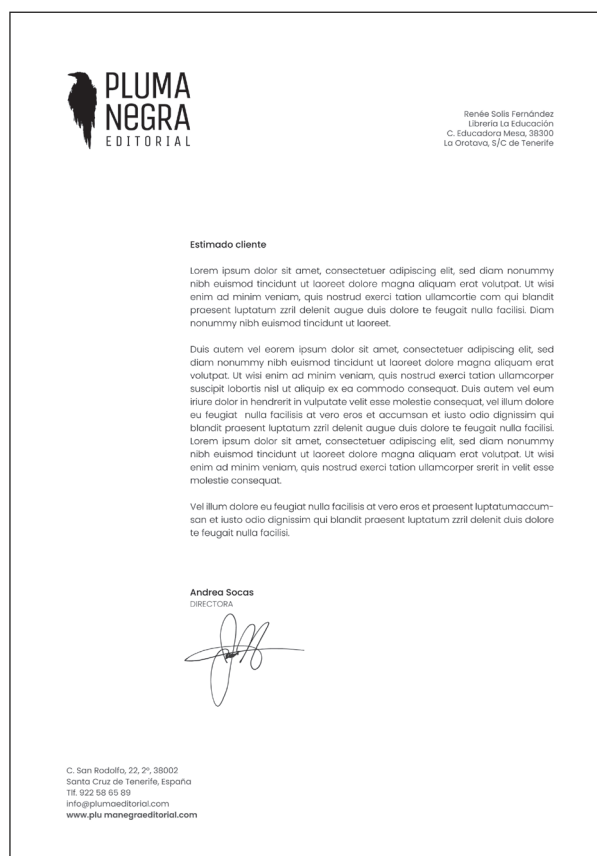 PLUMA
NEGRA
EDITORIAL
Renée Solis Fernández
Librería La Educación
C. Educadora Mesa, 38300
La Orotava, S/C de Tenerife
Estimado cliente
Lorem ipsum dolor sit amet, consectetuer adipiscing elit, sed diam nonummy
nibh euismod tincidunt ut laoreet dolore magna aliquam erat volutpat. Ut wisi
enim ad minim veniam, quis nostrud exerci tation ullamcortie com qui blandit
praesent luptatum zzril delenit augue duis dolore te feugait nulla facilisi. Diam
nonummy nibh euismod tincidunt ut laoreet.
Duis autem vel eorem ipsum dolor sit amet, consectetuer adipiscing elit, sed
diam nonummy nibh euismod tincidunt ut laoreet dolore magna aliquam erat
volutpat. Ut wisi enim ad minim veniam, quis nostrud exerci tation ullamcorper
suscipit lobortis nisl ut aliquip ex ea commodo consequat. Duis autem vel eum
iriure dolor in hendrerit in vulputate velit esse molestie consequat, vel illum dolore
eu feugiat nulla facilisis at vero eros et accumsan et iusto odio dignissim qui
blandit praesent luptatum zzril delenit augue duis dolore te feugait nulla facilisi.
Lorem ipsum dolor sit amet, consectetuer adipiscing elit, sed diam nonummy
nibh euismod tincidunt ut laoreet dolore magna aliquam erat volutpat. Ut wisi
enim ad minim veniam, quis nostrud exerci tation ullamcorper srerit in velit esse
molestie consequat.
Vel illum dolore eu feugiat nulla facilisis at vero eros et praesent luptatumaccum-
san et iusto odio dignissim qui blandit praesent luptatum zzril delenit duis dolore
te feugait nulla facilisi.
Andrea Socas
DIRECTORA
C. San Rodolfo, 22, 2º, 38002
Santa Cruz de Tenerife, España
Tlf. 922 58 65 89
info@plumaeditorial.com
www.plu manegraeditorial.com